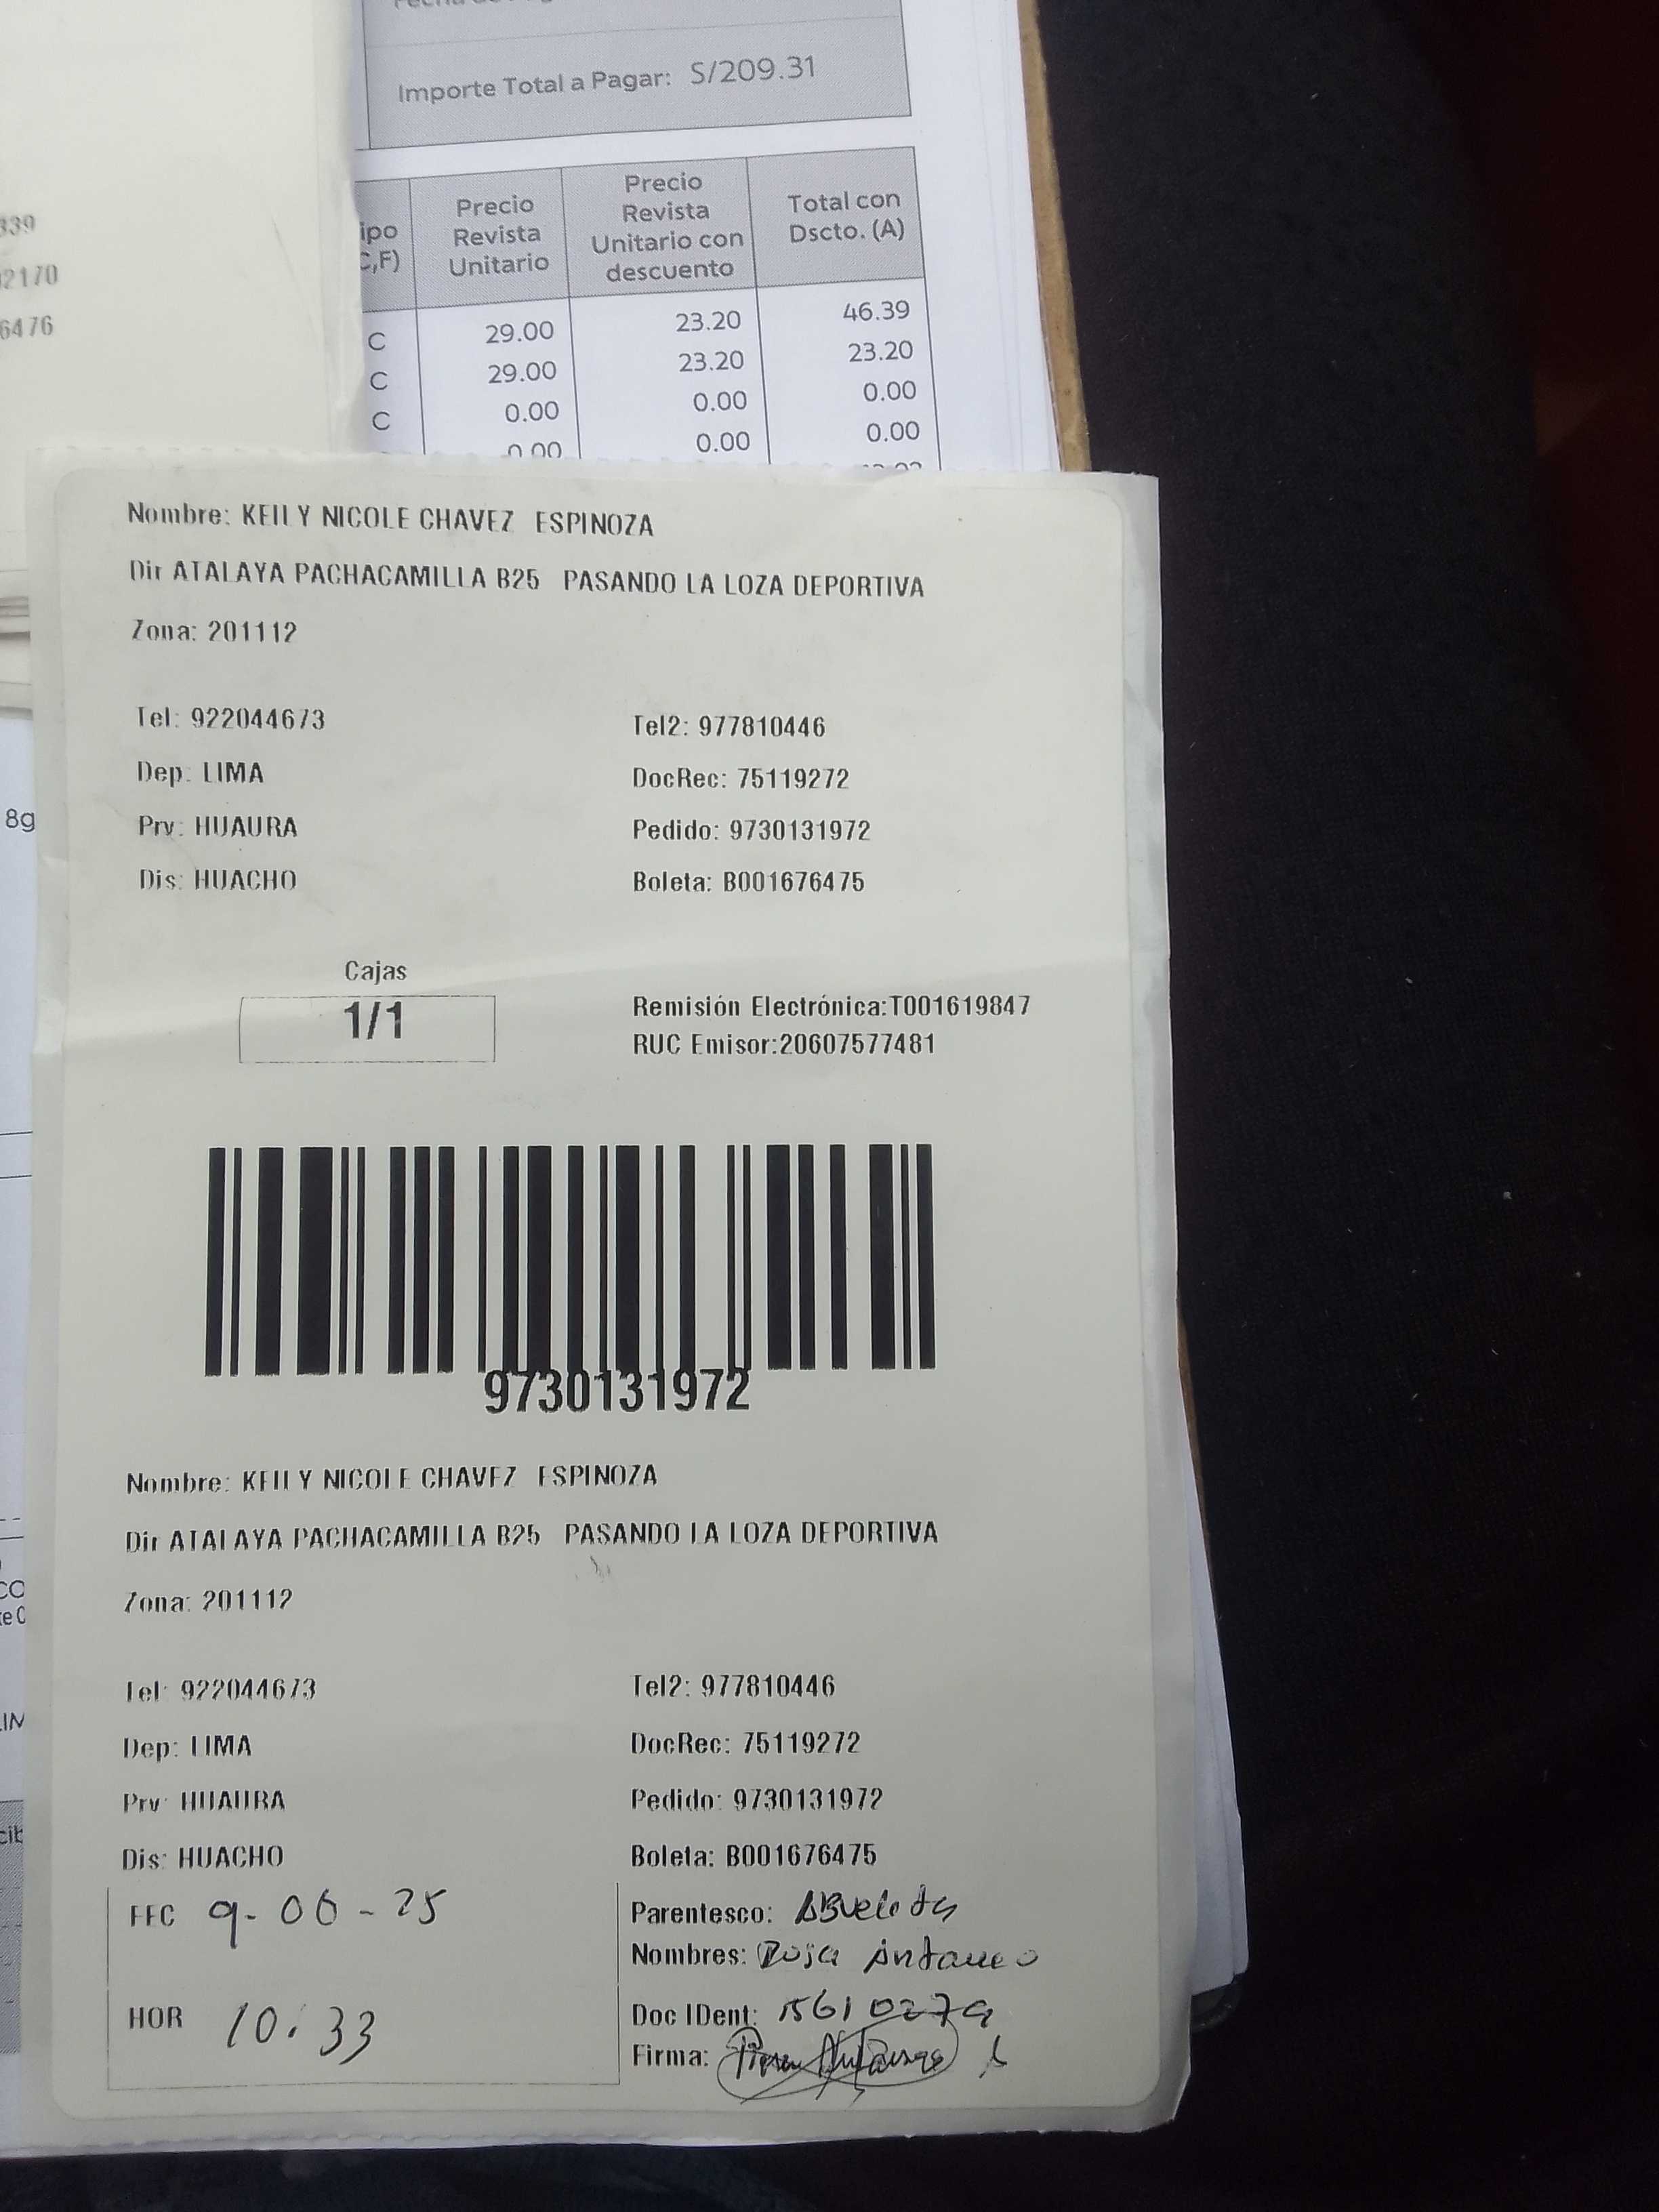 Importe Total a Pagar: S/209.31
ipo C,F) Precio Revista Unitario Precio Revista Unitario con descuento Total con Dscto. (A)
C 29.00 23.20 46.39
C 29.00 23.20 23.20
C 0.00 0.00 0.00
0.00 0.00 0.00
339
02170
6476
8g
Nombre: KEILY NICOLE CHAVEZ ESPINOZA
Dir ATALAYA PACHACAMILLA B25 PASANDO LA LOZA DEPORTIVA
Zona: 201112
Tel: 922044673 Tel2: 977810446
Dep: LIMA DocRec: 75119272
Prv: HUAURA Pedido: 9730131972
Dis: HUACHO Boleta: B001676475
Cajas
1/1
Remisión Electrónica:T001619847
RUC Emisor:20607577481
9730131972
Nombre: KEILY NICOLE CHAVEZ ESPINOZA
Dir ATALAYA PACHACAMILLA B25 PASANDO LA LOZA DEPORTIVA
Zona: 201112
Tel: 922044673 Tel2: 977810446
Dep: LIMA DocRec: 75119272
Prv: HUAURA Pedido: 9730131972
Dis: HUACHO Boleta: B001676475
FEC 9-06-25 Parentesco: ABuelita
Nombres:
HOR 10:33 Doc IDent: 15610279
Firma: